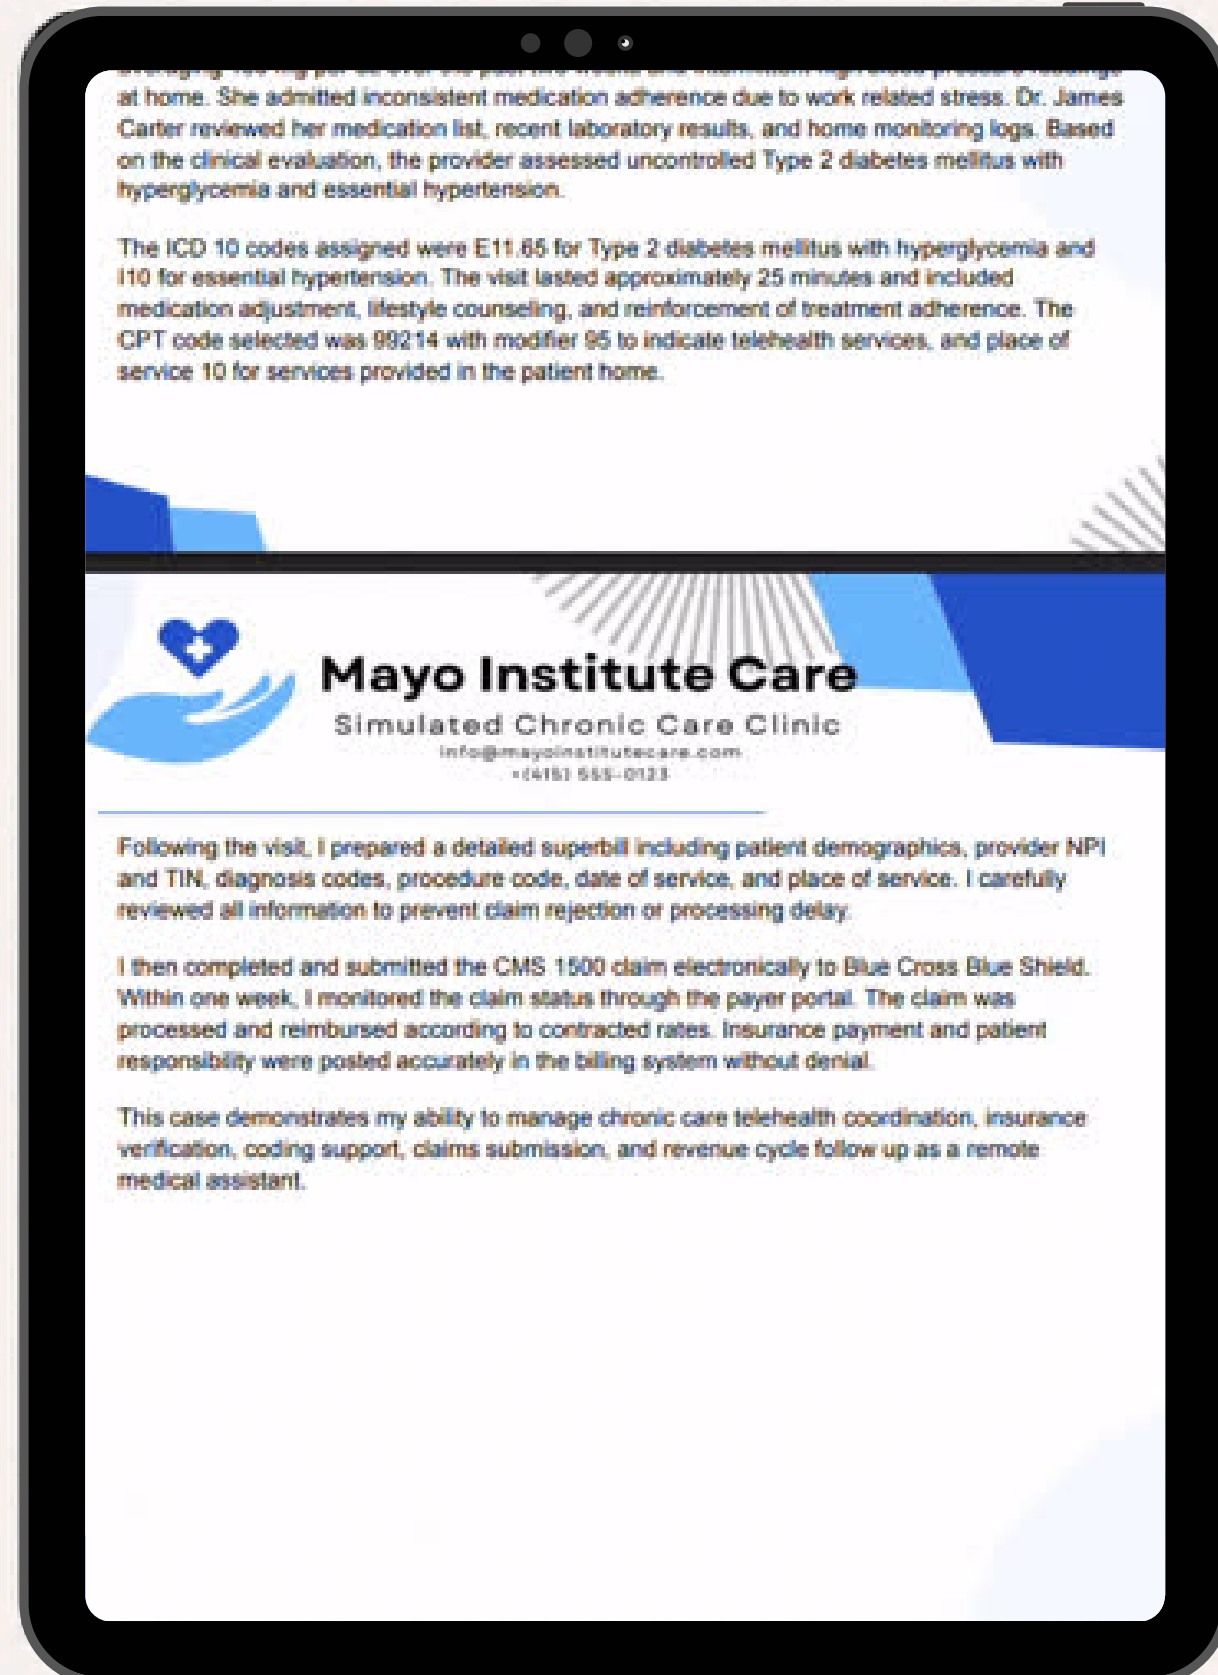 at home. She admitted inconsistent medication adherence due to work related stress. Dr. James
Carter reviewed her medication list, recent laboratory results, and home monitoring logs. Based
on the clinical evaluation, the provider assessed uncontrolled Type 2 diabetes mellitus with
hyperglycemia and essential hypertension.
The ICD 10 codes assigned were E11.65 for Type 2 diabetes mellitus with hyperglycemia and
I10 for essential hypertension. The visit lasted approximately 25 minutes and included
medication adjustment, lifestyle counseling, and reinforcement of treatment adherence. The
CPT code selected was 99214 with modifier 95 to indicate telehealth services, and place of
service 10 for services provided in the patient home.
Mayo Institute Care
Simulated Chronic Care Clinic
info@mayoinstitutecare.com
+(415) 555-0123
Following the visit, I prepared a detailed superbill including patient demographics, provider NPI
and TIN, diagnosis codes, procedure code, date of service, and place of service. I carefully
reviewed all information to prevent claim rejection or processing delay.
I then completed and submitted the CMS 1500 claim electronically to Blue Cross Blue Shield.
Within one week, I monitored the claim status through the payer portal. The claim was
processed and reimbursed according to contracted rates. Insurance payment and patient
responsibility were posted accurately in the billing system without denial.
This case demonstrates my ability to manage chronic care telehealth coordination, insurance
verification, coding support, claims submission, and revenue cycle follow up as a remote
medical assistant.